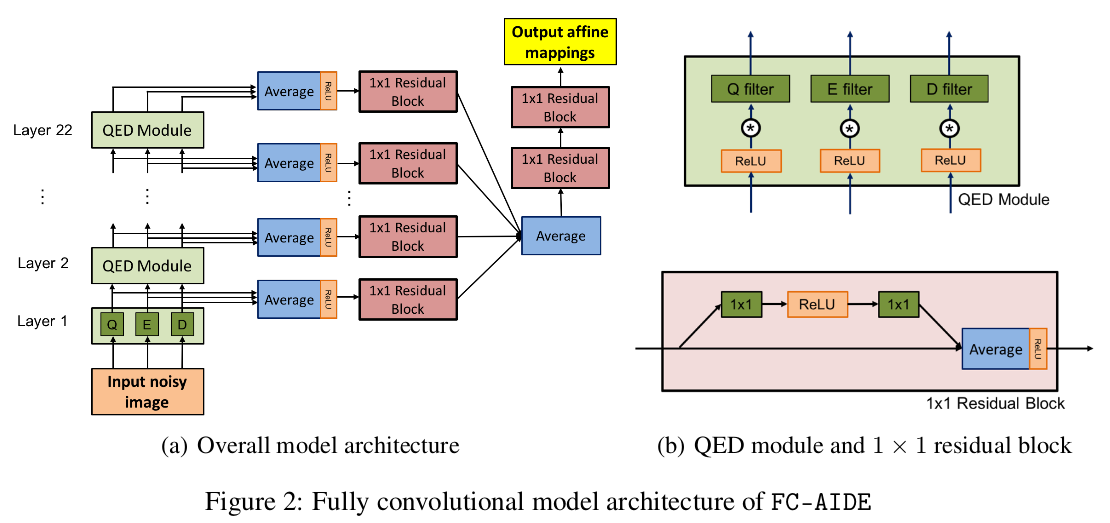 Output affine
mappings
1x1 Residual
Block
1x1 Residual
Block
Average
Layer 22
QED Module
Average
ReLU
1x1 Residual
Block
Average
ReLU
1x1 Residual
Block
...
...
...
Layer 2
QED Module
Average
ReLU
1x1 Residual
Block
Average
ReLU
1x1 Residual
Block
Layer 1
Q E D
Input noisy
image
(a) Overall model architecture
Q filter E filter D filter
* * *
ReLU ReLU ReLU
QED Module
1x1 ReLU 1x1
Average
ReLU
1x1 Residual Block
(b) QED module and 1 × 1 residual block
Figure 2: Fully convolutional model architecture of FC-AIDE